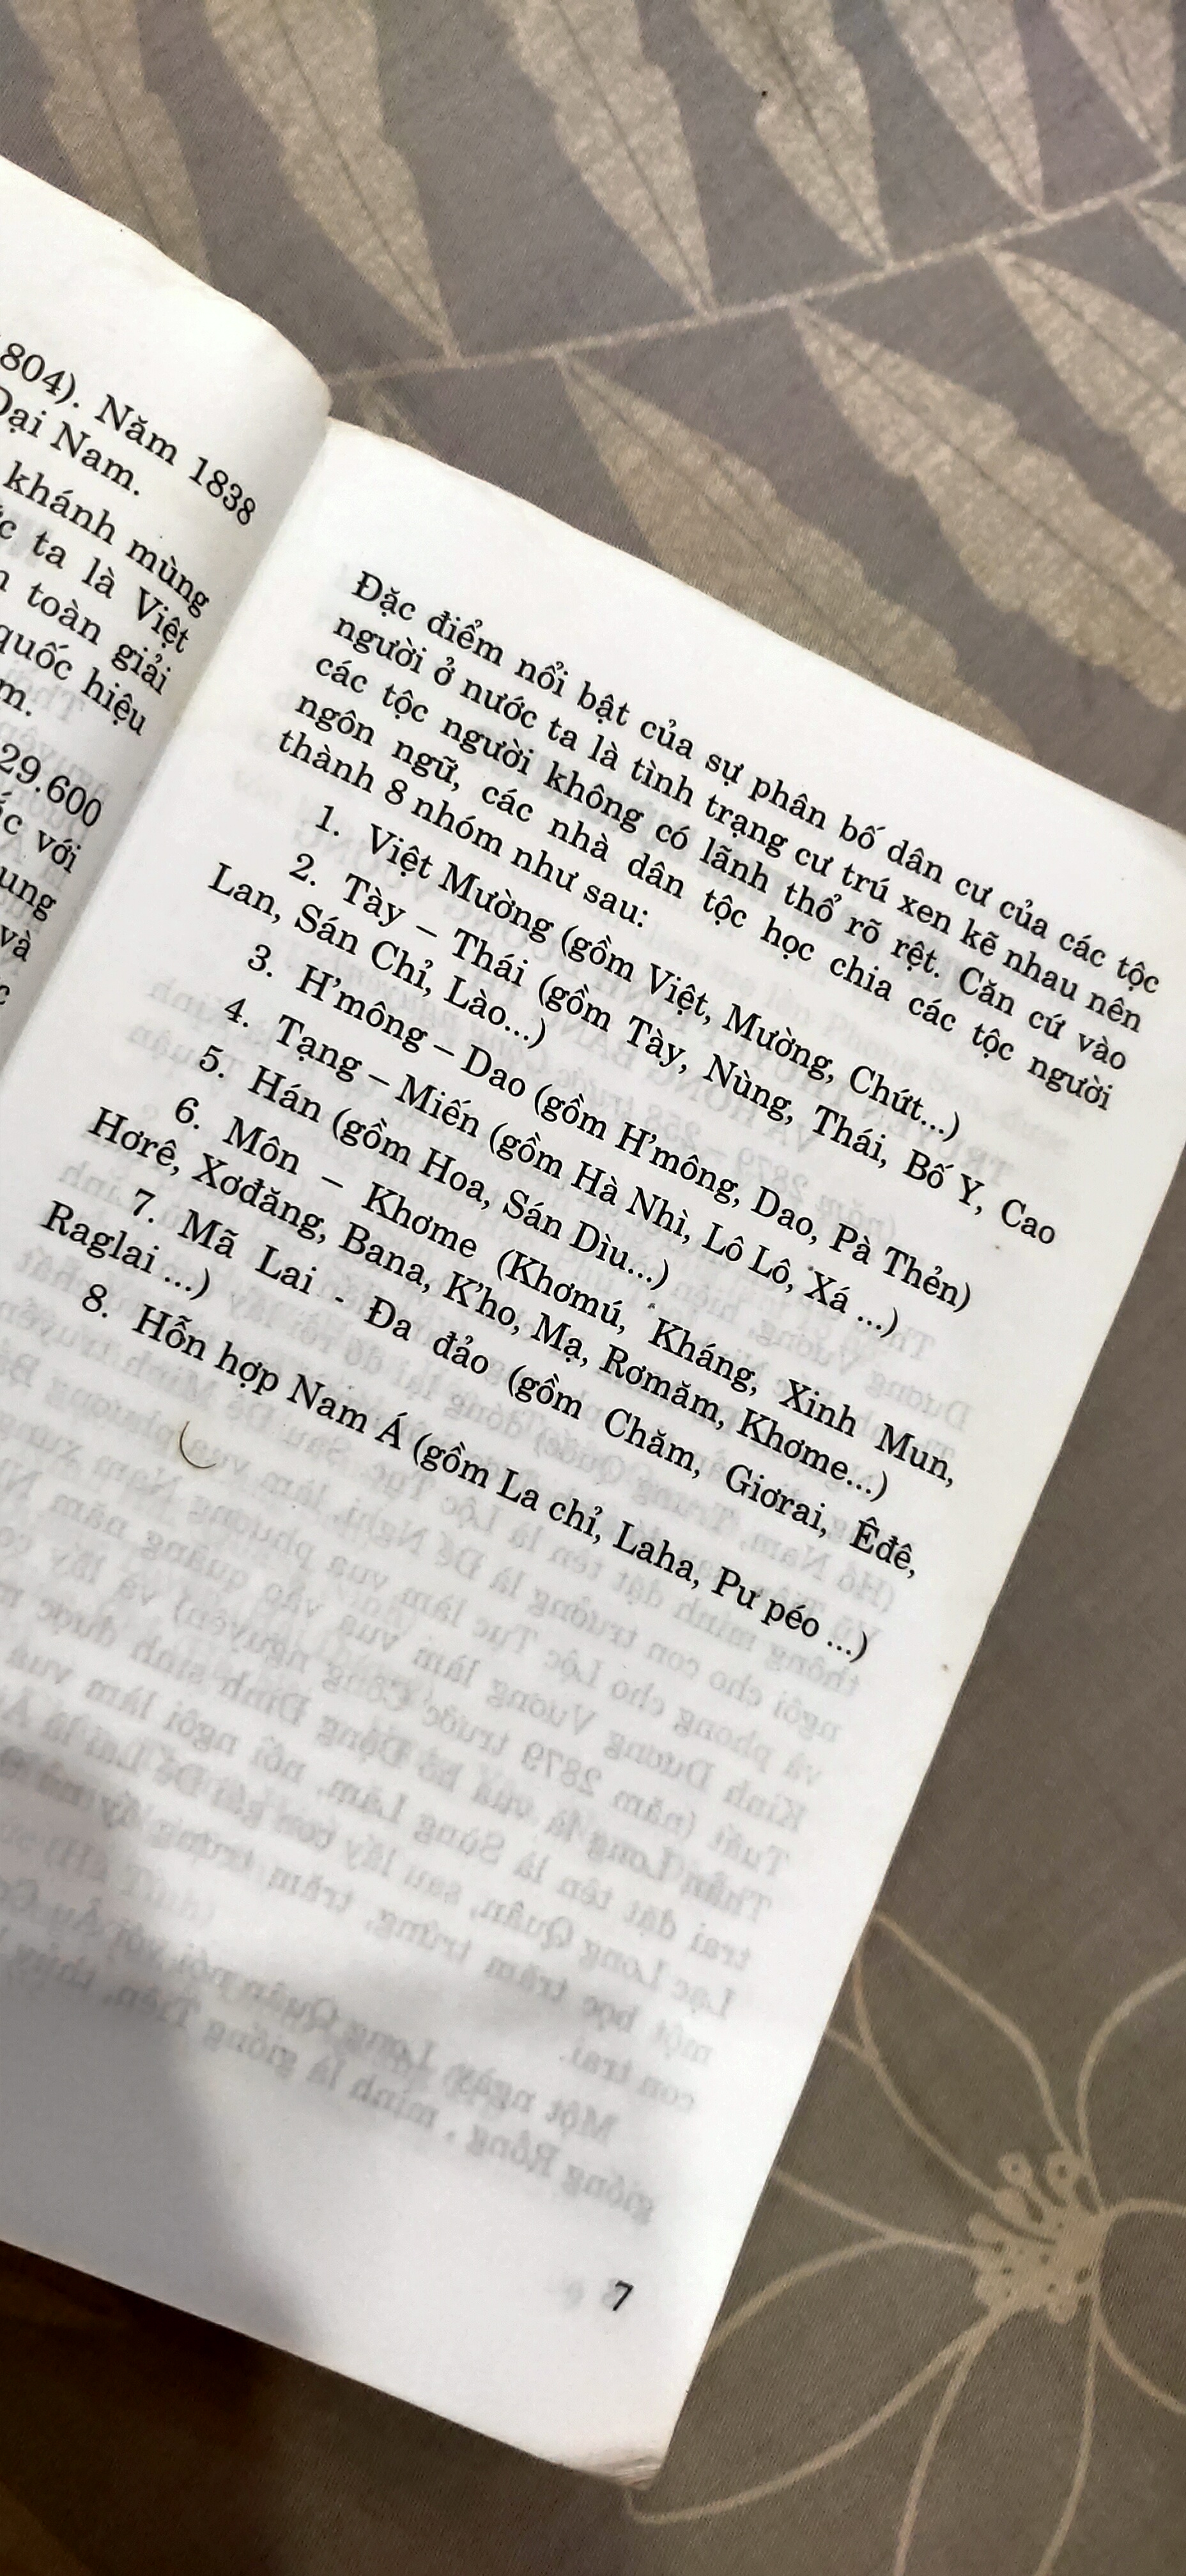 804). Năm 1838
Đại Nam.
khánh mùng
ta là Việt
toàn giải
quốc hiệu
29.600
với
và
Đặc điểm nổi bật của sự phân bố dân cư của các tộc
người ở nước ta là tình trạng cư trú xen kẽ nhau nên
các tộc người không có lãnh thổ rõ rệt. Căn cứ vào
ngôn ngữ, các nhà dân tộc học chia các tộc người
thành 8 nhóm như sau:
1. Việt Mường (gồm Việt, Mường, Chứt...)
2. Tày – Thái (gồm Tày, Nùng, Thái, Bố Y, Cao
Lan, Sán Chỉ, Lào...)
3. H'mông – Dao (gồm H'mông, Dao, Pà Thẻn)
4. Tạng – Miến (gồm Hà Nhì, Lô Lô, Xá ...)
5. Hán (gồm Hoa, Sán Dìu...)
6. Môn – Khơme (Khơmú, Kháng, Xinh Mun,
Hơrê, Xơđăng, Bana, K'ho, Mạ, Rơmăm, Khơme...)
7. Mã Lai - Đa đảo (gồm Chăm, Giơrai, Êđê,
Raglai ...)
8. Hỗn hợp Nam Á (gồm La chỉ, Laha, Pư péo ...)
7